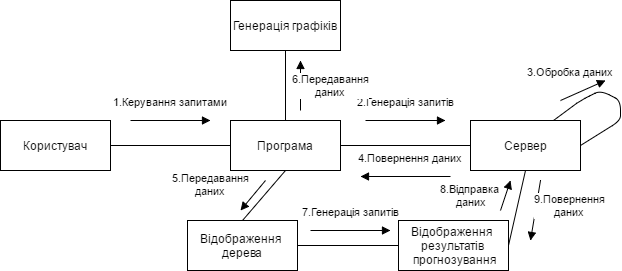 Генерація графіків
6.Передавання
даних
3.Обробка даних
1.Керування запитами
2.Генерація запитів
Користувач
Програма
Сервер
4.Повернення даних
5.Передавання
даних
8.Відправка
даних
9.Повернення
даних
7.Генерація запитів
Відображення
дерева
Відображення
результатів
прогнозування